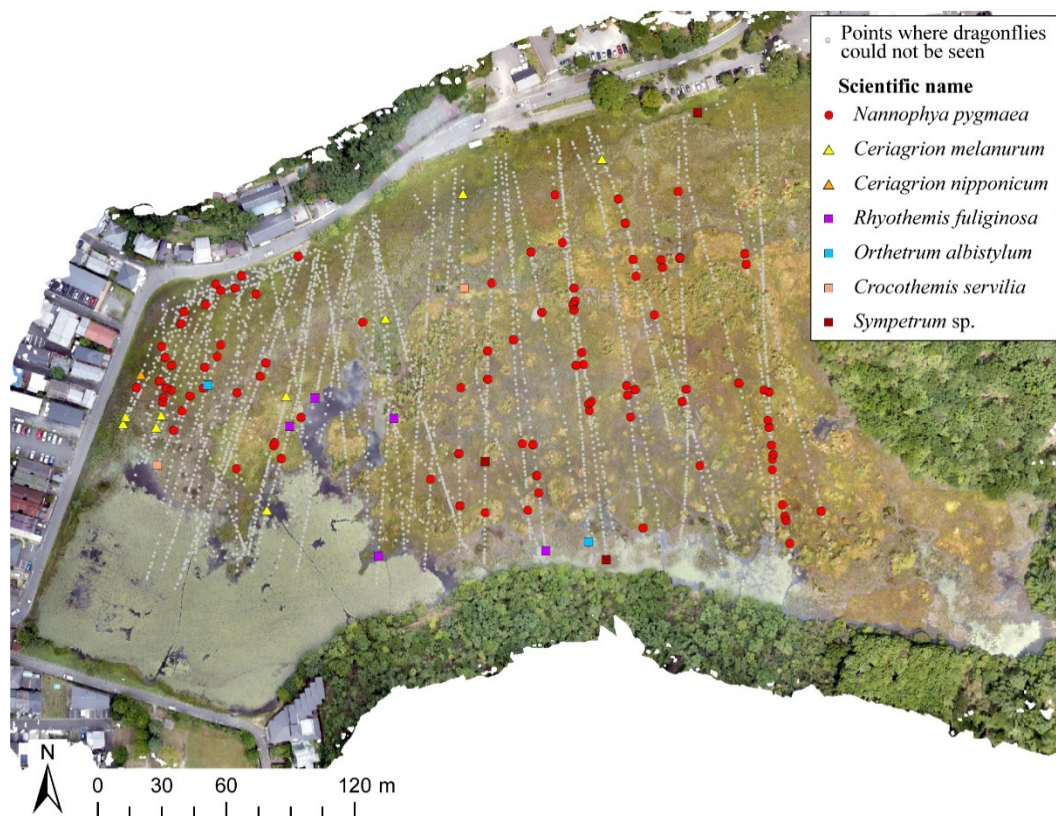 Points where dragonflies
could not be seen
Scientific name
Nannophya pygmaea
Ceriagrion melanurum
Ceriagrion nipponicum
Rhyothemis fuliginosa
Orthetrum albistylum
Crocothemis servilia
Sympetrum sp.
N
0 30 60 120 m